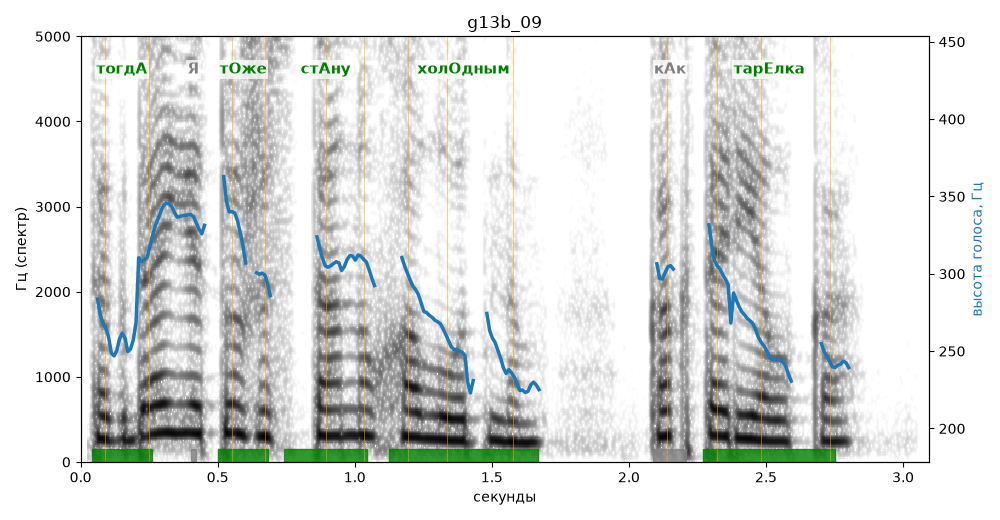 g13b_09
5000
4000
3000
2000
1000
0
Гц (спектр)
тогдА Я тОже стАну холОдным кАк тарЕлка
450
400
350
300
250
200
высота голоса, Гц
0.0 0.5 1.0 1.5 2.0 2.5 3.0
секунды